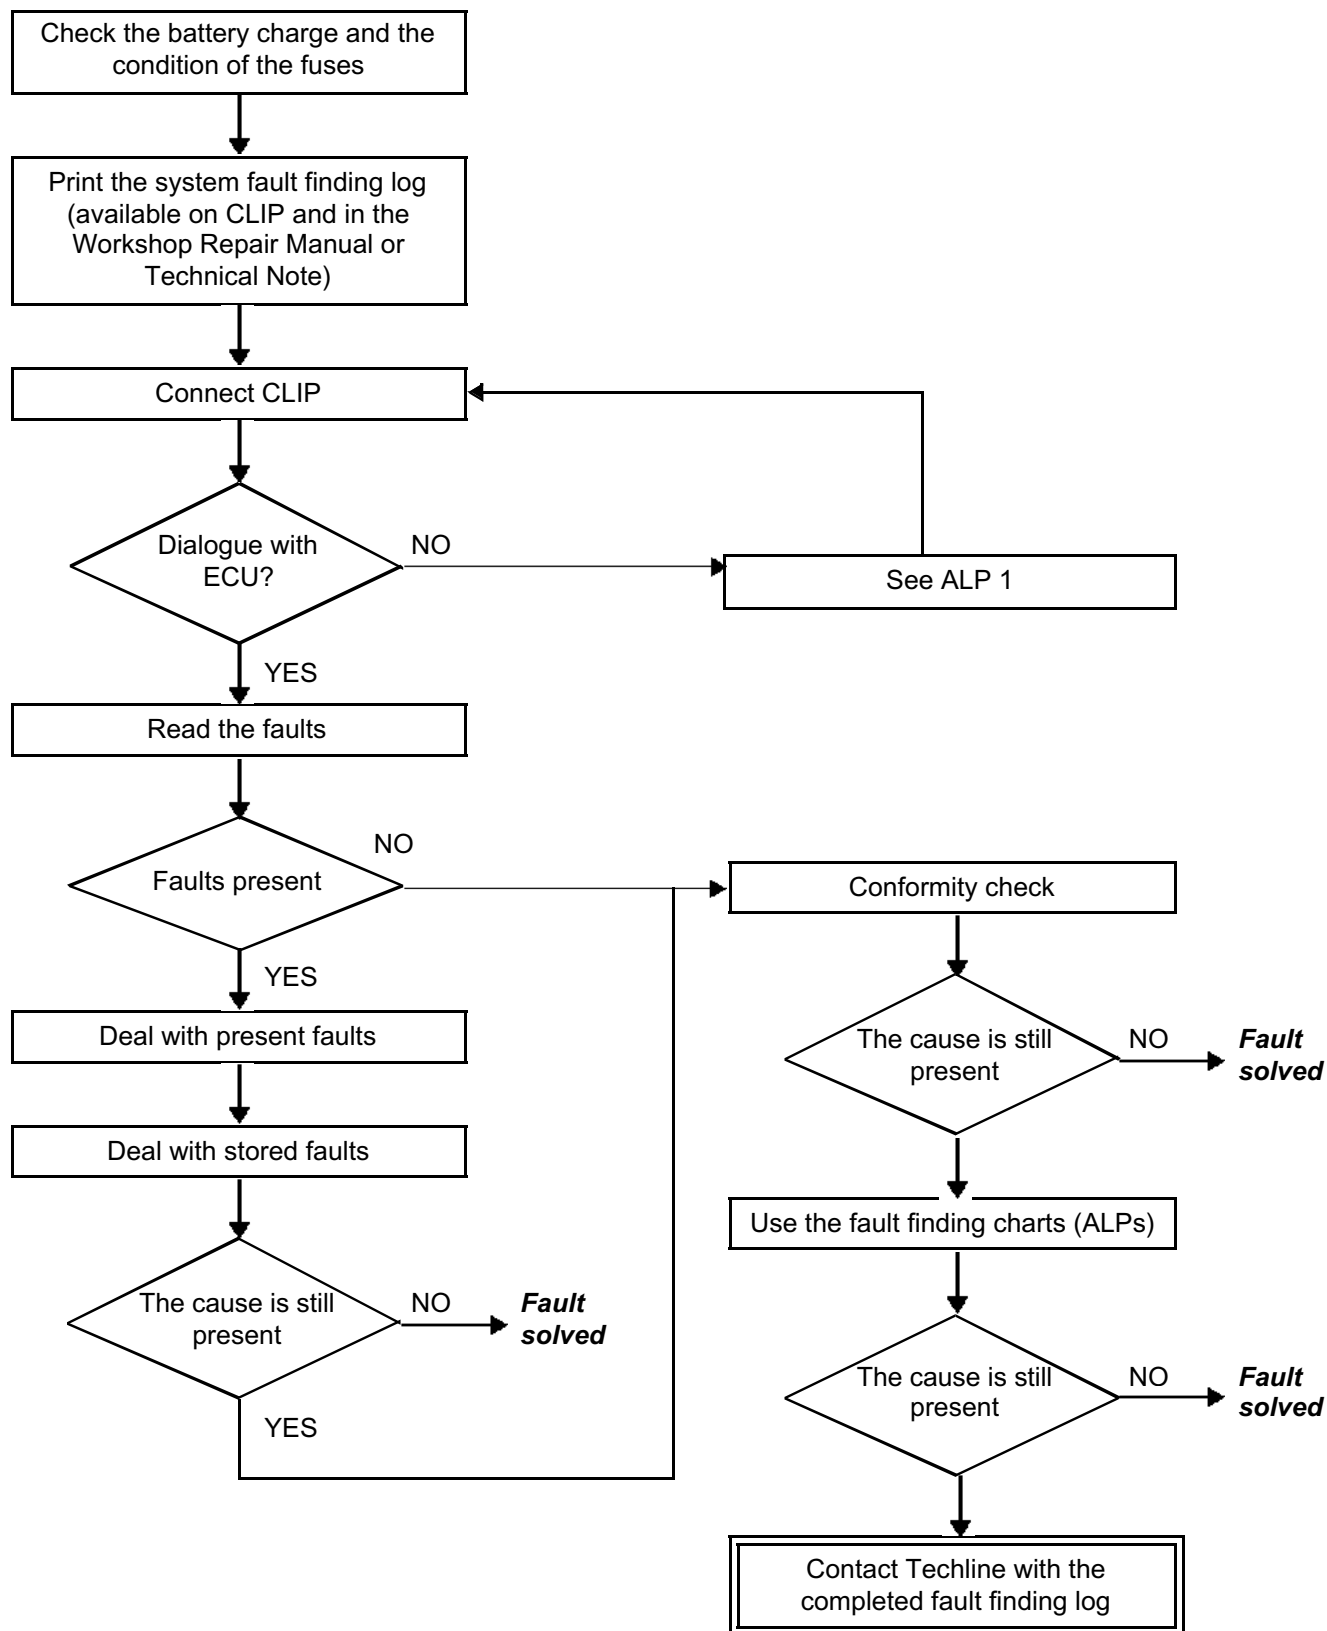 Check the battery charge and the
condition of the fuses
Print the system fault finding log
(available on CLIP and in the
Workshop Repair Manual or
Technical Note)
Connect CLIP
Dialogue with
ECU?
NO
See ALP 1
YES
Read the faults
Faults present
NO
YES
Deal with present faults
Deal with stored faults
The cause is still
present
NO
Fault
solved
YES
Conformity check
The cause is still
present
NO
Fault
solved
Use the fault finding charts (ALPs)
The cause is still
present
NO
Fault
solved
Contact Techline with the
completed fault finding log